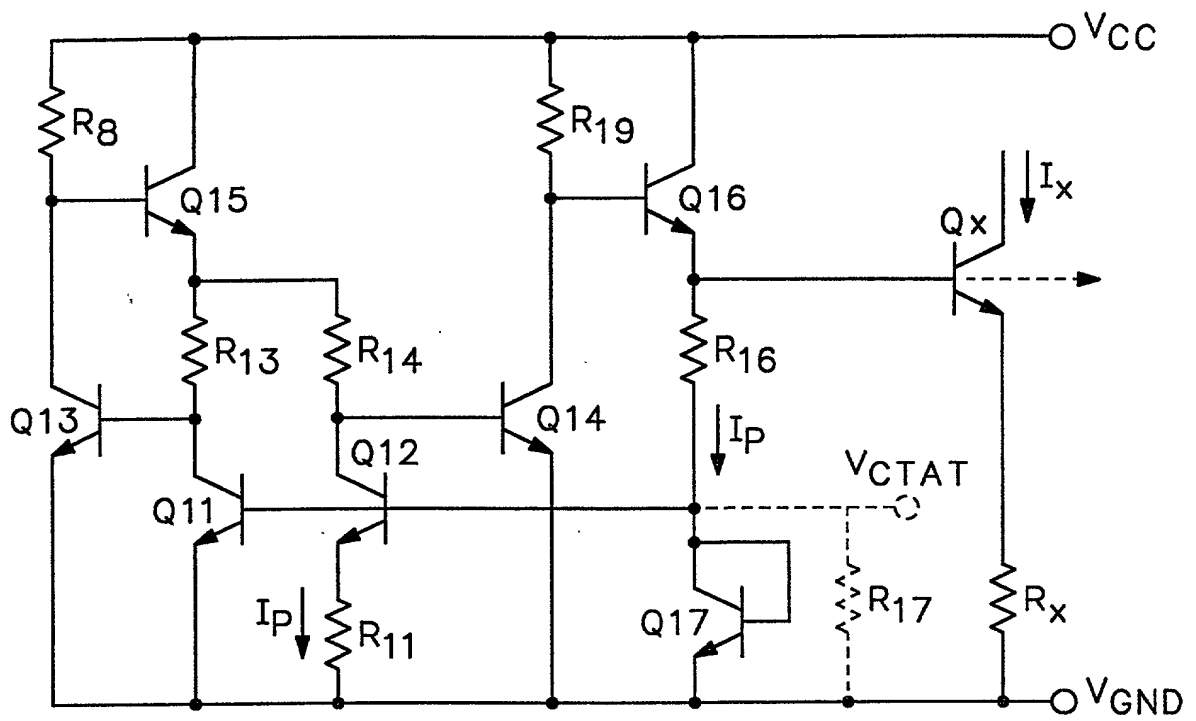 VCC
R8
R19
Ix
Q15
Q16
Qx
R13
R14
R16
Q13
Q14
IP
Q12
VCTAT
Q11
IP
R11
Q17
R17
Rx
VGND